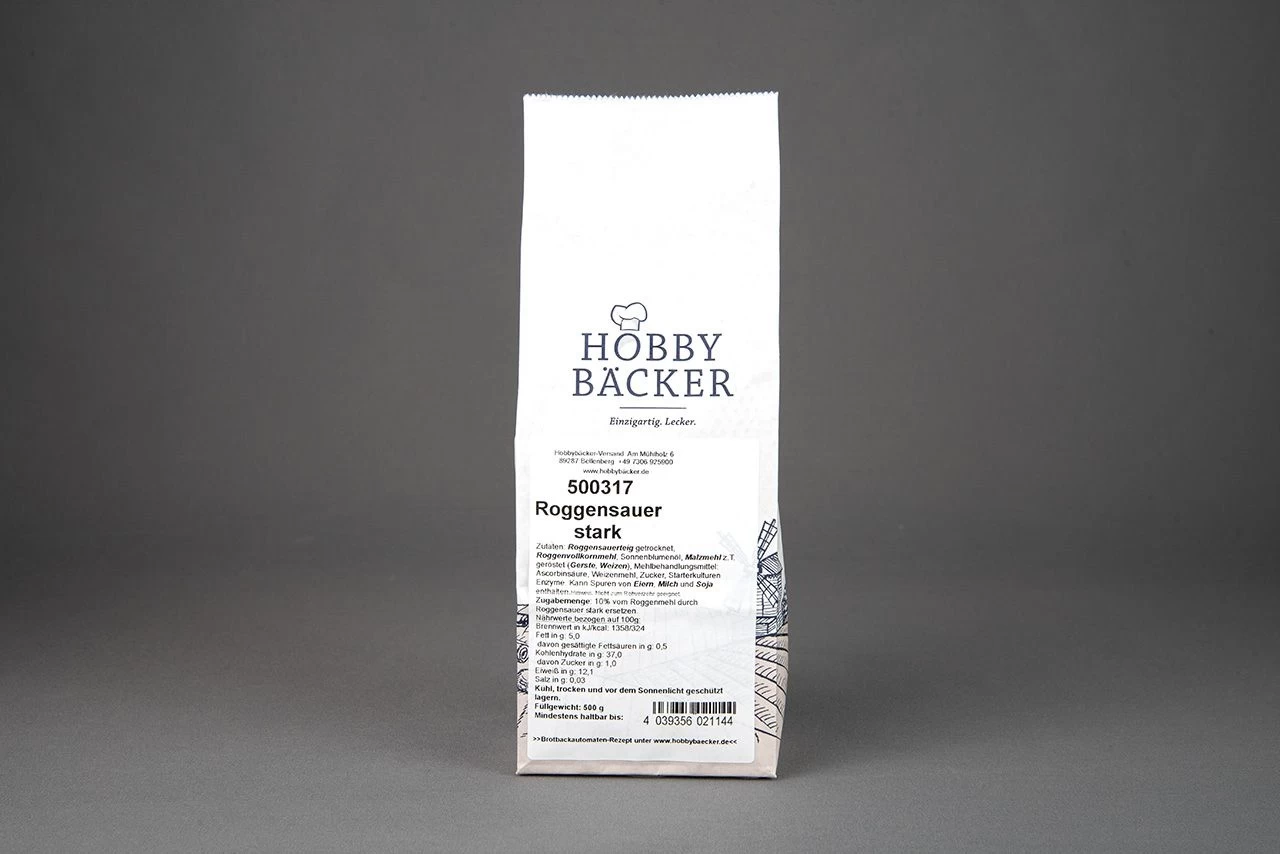 HOBBY
BÄCKER
Einzigartig. Lecker.
Hobbybäcker-Versand Am Mühlholz 6
89287 Bellenberg +49 7306 925900
www.hobbybäcker.de
500317
Roggensauer
stark
Zutaten: Roggensauerteig getrocknet,
Roggenvollkornmehl, Sonnenblumenöl, Malzmehl z.T.
geröstet (Gerste, Weizen), Mehlbehandlungsmittel:
Ascorbinsäure, Weizenmehl, Zucker, Starterkulturen
Enzyme. Kann Spuren von Eiern, Milch und Soja
enthalten. Hinweis: Nicht zum Rohverzehr geeignet.
Zugabemenge: 10% vom Roggenmehl durch
Roggensauer stark ersetzen.
Nährwerte bezogen auf 100g:
Brennwert in kJ/kcal: 1358/324
Fett in g: 5,0
davon gesättigte Fettsäuren in g: 0,5
Kohlenhydrate in g: 37,0
davon Zucker in g: 1,0
Eiweiß in g: 12,1
Salz in g: 0,03
Kühl, trocken und vor dem Sonnenlicht geschützt
lagern.
Füllgewicht: 500 g
Mindestens haltbar bis:
4 039356 021144
>>Brotbackautomaten-Rezept unter www.hobbybaecker.de<<